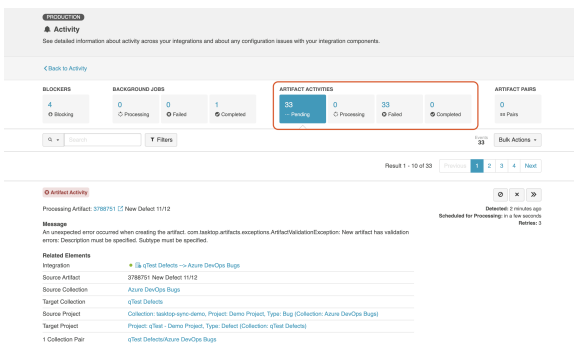 PRODUCTION
Activity
See detailed information about activity across your integrations and about any configuration issues with your integration components.
Back to Activity
BLOCKERS
BACKGROUND JOBS
ARTIFACT ACTIVITIES
ARTIFACT PAIRS
4
0
0
1
33
0
33
0
0
Blocking
Processing
Failed
Completed
Pending
Processing
Failed
Completed
Pairs
Search
Filters
Events
33
Bulk Actions
Result 1 - 10 of 33
Previous
1
2
3
4
Next
Artifact Activity
Processing Artifact: 3788751 New Defect 11/12
Detected: 2 minutes ago
Scheduled for Processing: in a few seconds
Retries: 3
Message
An unexpected error occurred when creating the artifact. com.tasktop.artifacts.exceptions.ArtifactValidationException: New artifact has validation
errors: Description must be specified. Subtype must be specified.
Related Elements
Integration qTest Defects --> Azure DevOps Bugs
Source Artifact 3788751 New Defect 11/12
Source Collection Azure DevOps Bugs
Target Collection qTest Defects
Source Project Collection: tasktop-sync-demo, Project: Demo Project, Type: Bug (Collection: Azure DevOps Bugs)
Target Project Project: qTest - Demo Project, Type: Defect (Collection: qTest Defects)
1 Collection Pair qTest Defects/Azure DevOps Bugs